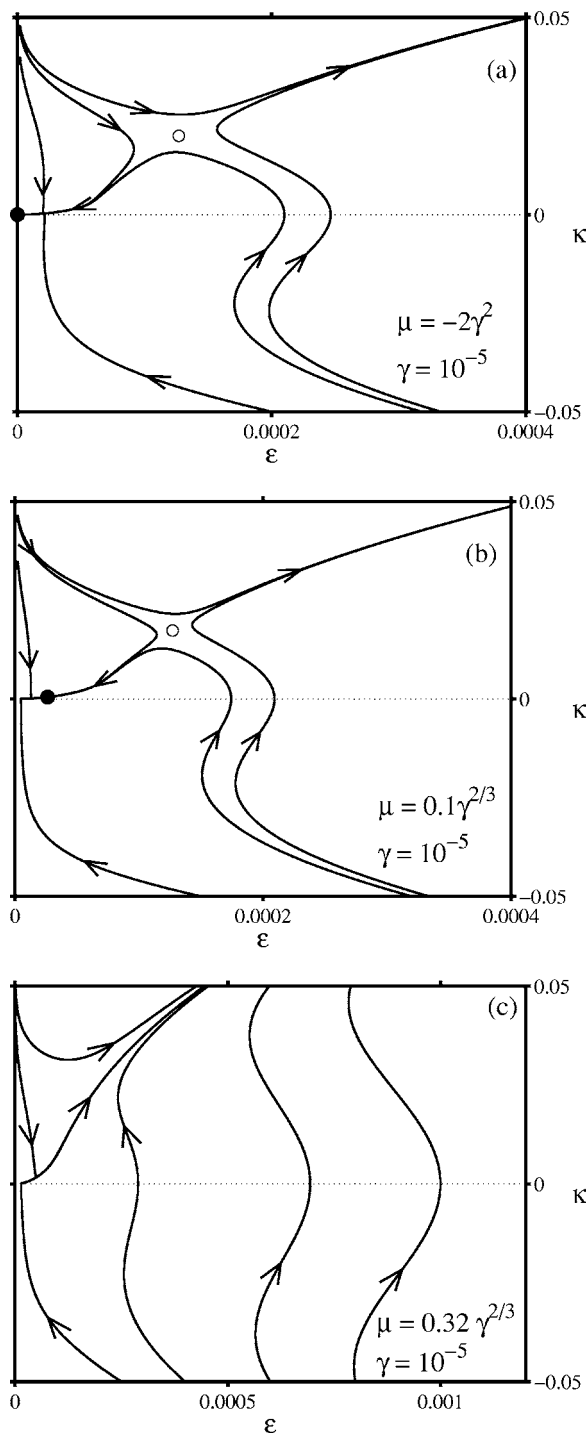 0.05
(a)
0
κ
μ = −2γ²
γ = 10⁻⁵
−0.05
0
0.0002
0.0004
ε
0.05
(b)
0
κ
μ = 0.1γ^{2/3}
γ = 10⁻⁵
−0.05
0
0.0002
0.0004
ε
0.05
(c)
0
κ
μ = 0.32 γ^{2/3}
γ = 10⁻⁵
−0.05
0
0.0005
0.001
ε